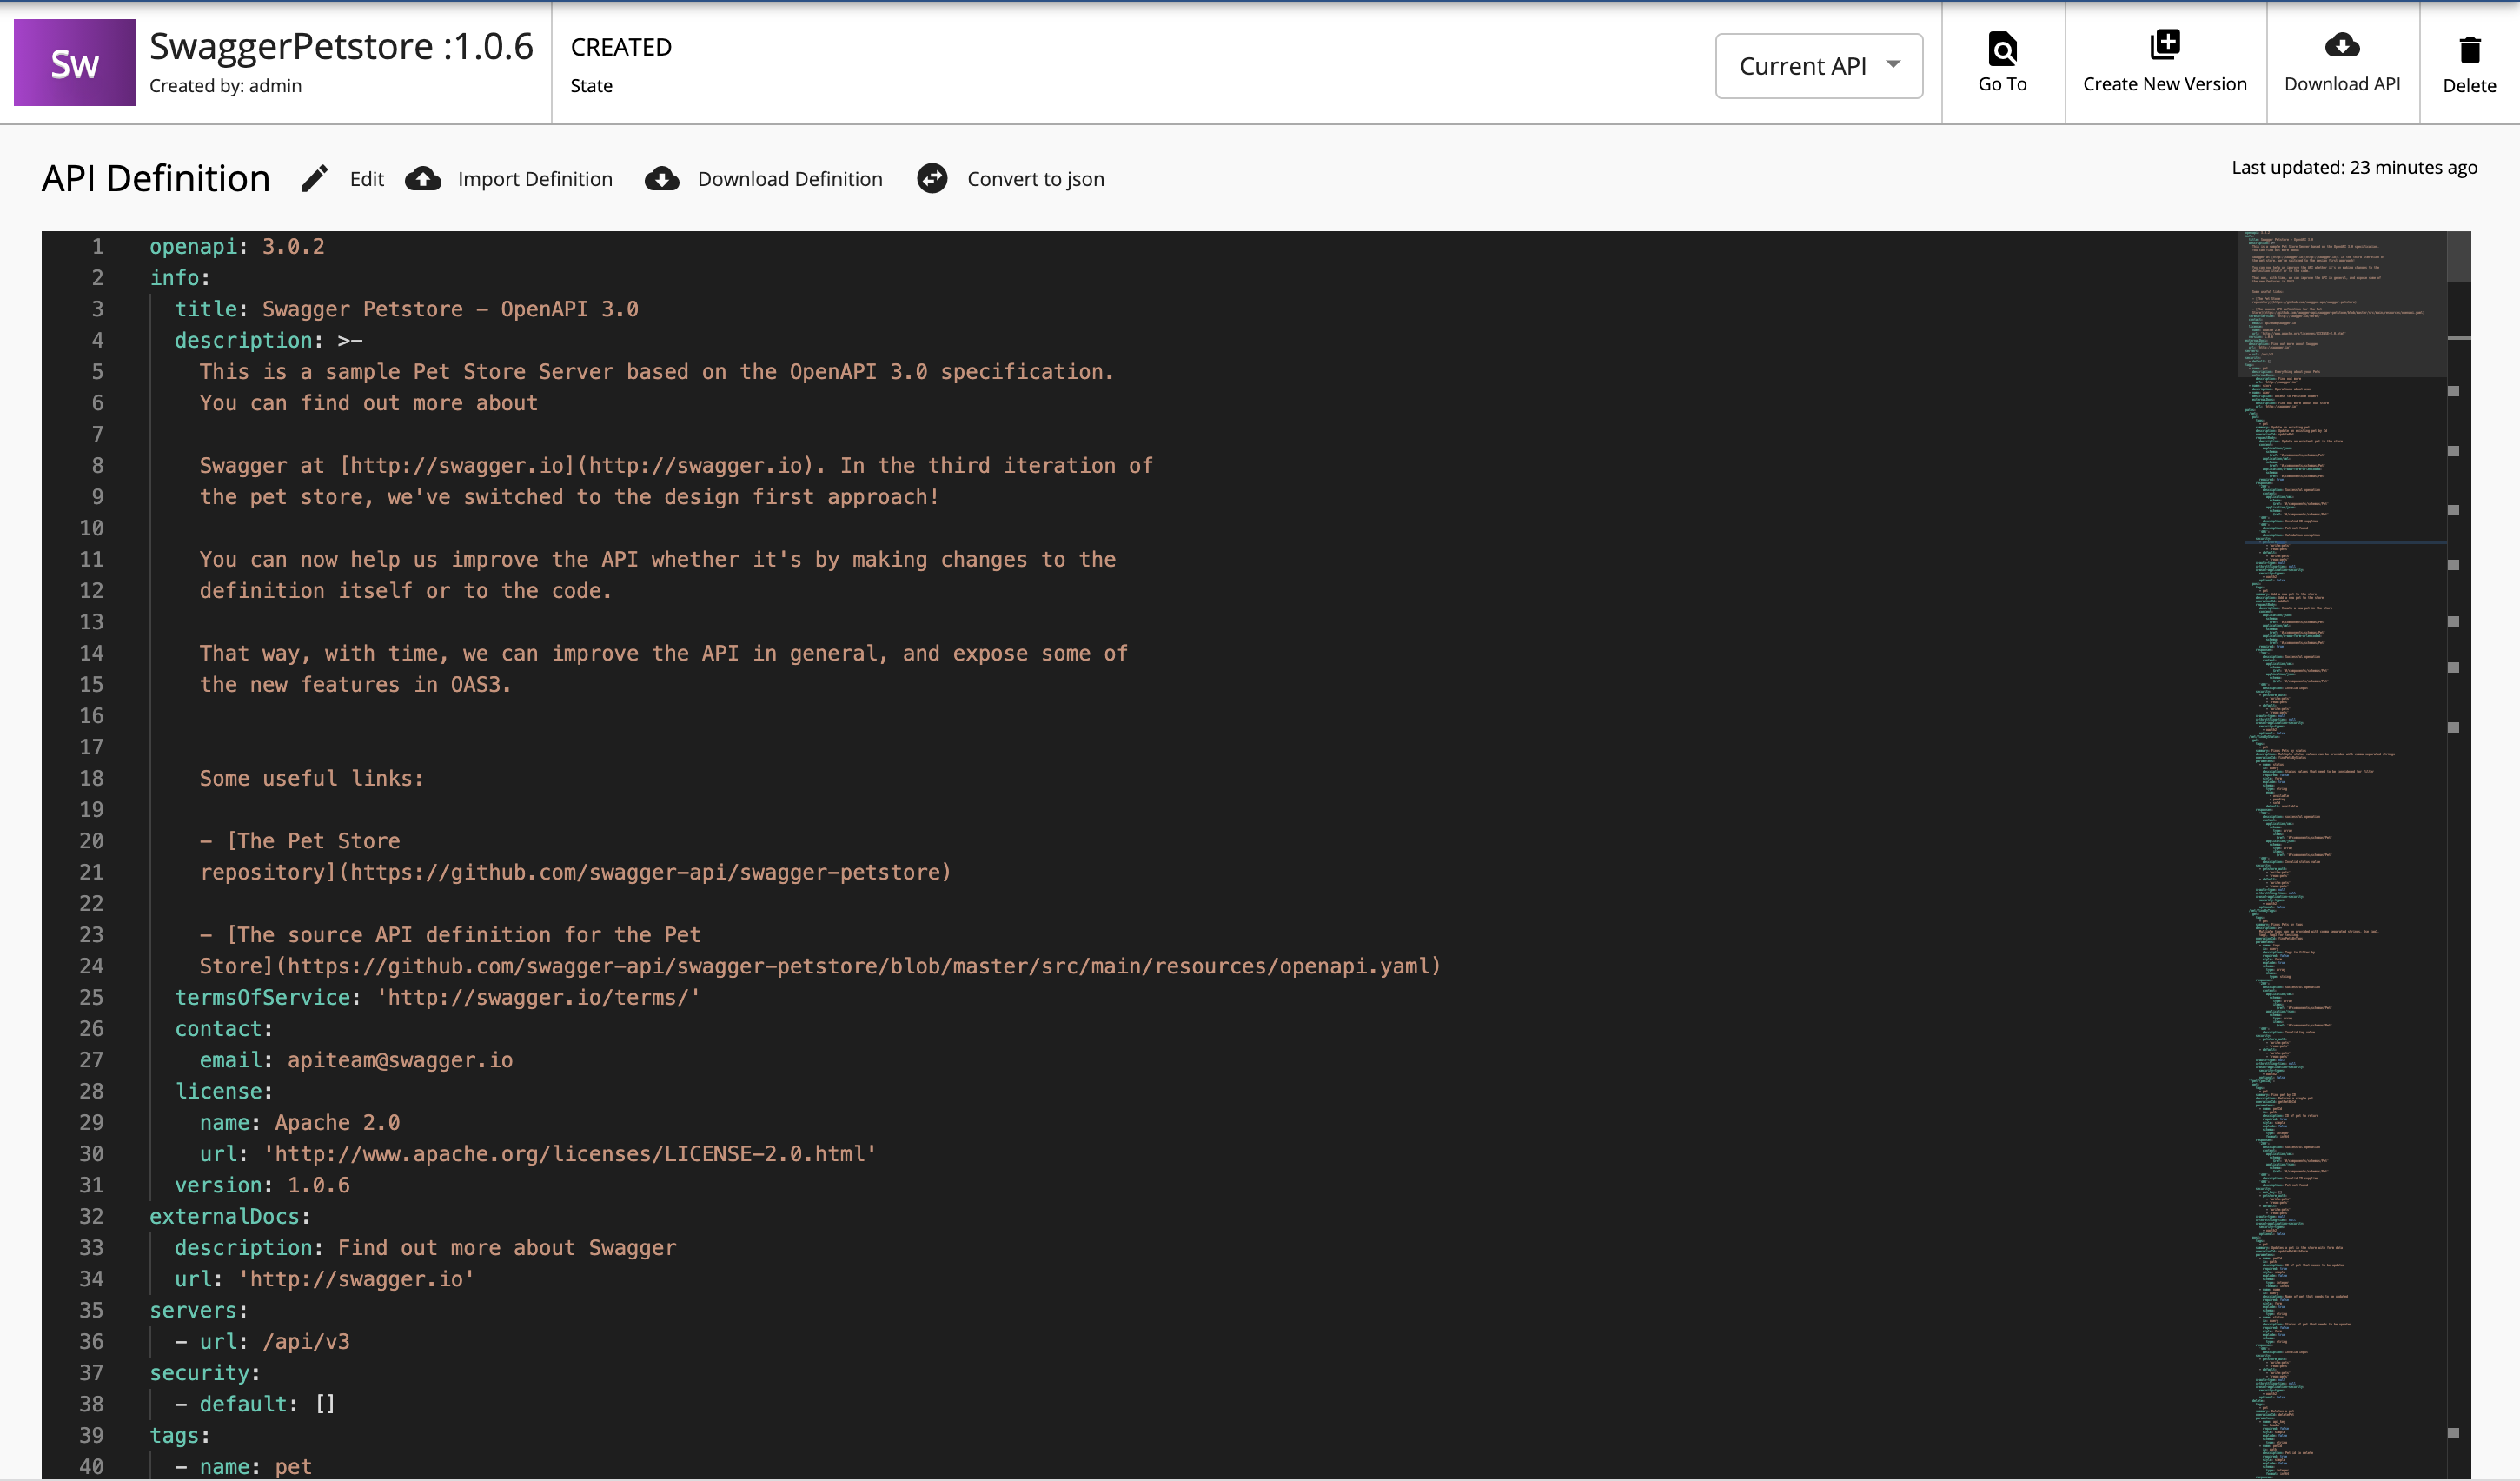 Sw
SwaggerPetstore :1.0.6
Created by: admin
CREATED
State
Current API
Go To
Create New Version
Download API
Delete
API Definition
Edit
Import Definition
Download Definition
Convert to json
Last updated: 23 minutes ago
1 openapi: 3.0.2
2 info:
3 title: Swagger Petstore - OpenAPI 3.0
4 description: >-
5 This is a sample Pet Store Server based on the OpenAPI 3.0 specification.
6 You can find out more about
7
8 Swagger at [http://swagger.io](http://swagger.io). In the third iteration of
9 the pet store, we've switched to the design first approach!
10
11 You can now help us improve the API whether it's by making changes to the
12 definition itself or to the code.
13
14 That way, with time, we can improve the API in general, and expose some of
15 the new features in OAS3.
16
17
18 Some useful links:
19
20 - [The Pet Store
21 repository](https://github.com/swagger-api/swagger-petstore)
22
23 - [The source API definition for the Pet
24 Store](https://github.com/swagger-api/swagger-petstore/blob/master/src/main/resources/openapi.yaml)
25 termsOfService: 'http://swagger.io/terms/'
26 contact:
27 email: apiteam@swagger.io
28 license:
29 name: Apache 2.0
30 url: 'http://www.apache.org/licenses/LICENSE-2.0.html'
31 version: 1.0.6
32 externalDocs:
33 description: Find out more about Swagger
34 url: 'http://swagger.io'
35 servers:
36 - url: /api/v3
37 security:
38 - default: []
39 tags:
40 - name: pet